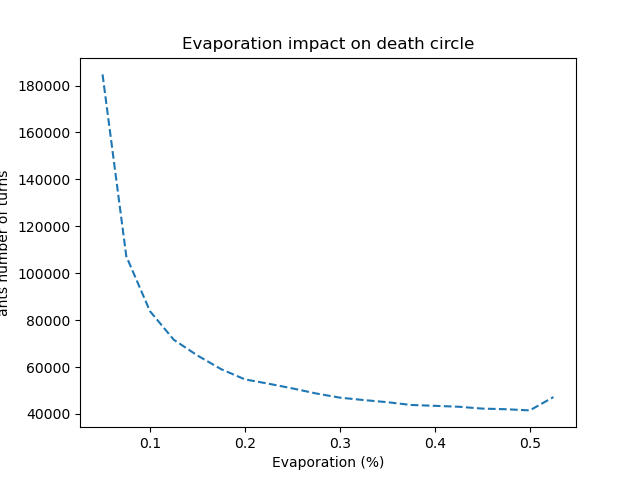 Evaporation impact on death circle
180000
160000
140000
120000
100000
80000
60000
40000
ants number of turns
0.1 0.2 0.3 0.4 0.5
Evaporation (%)